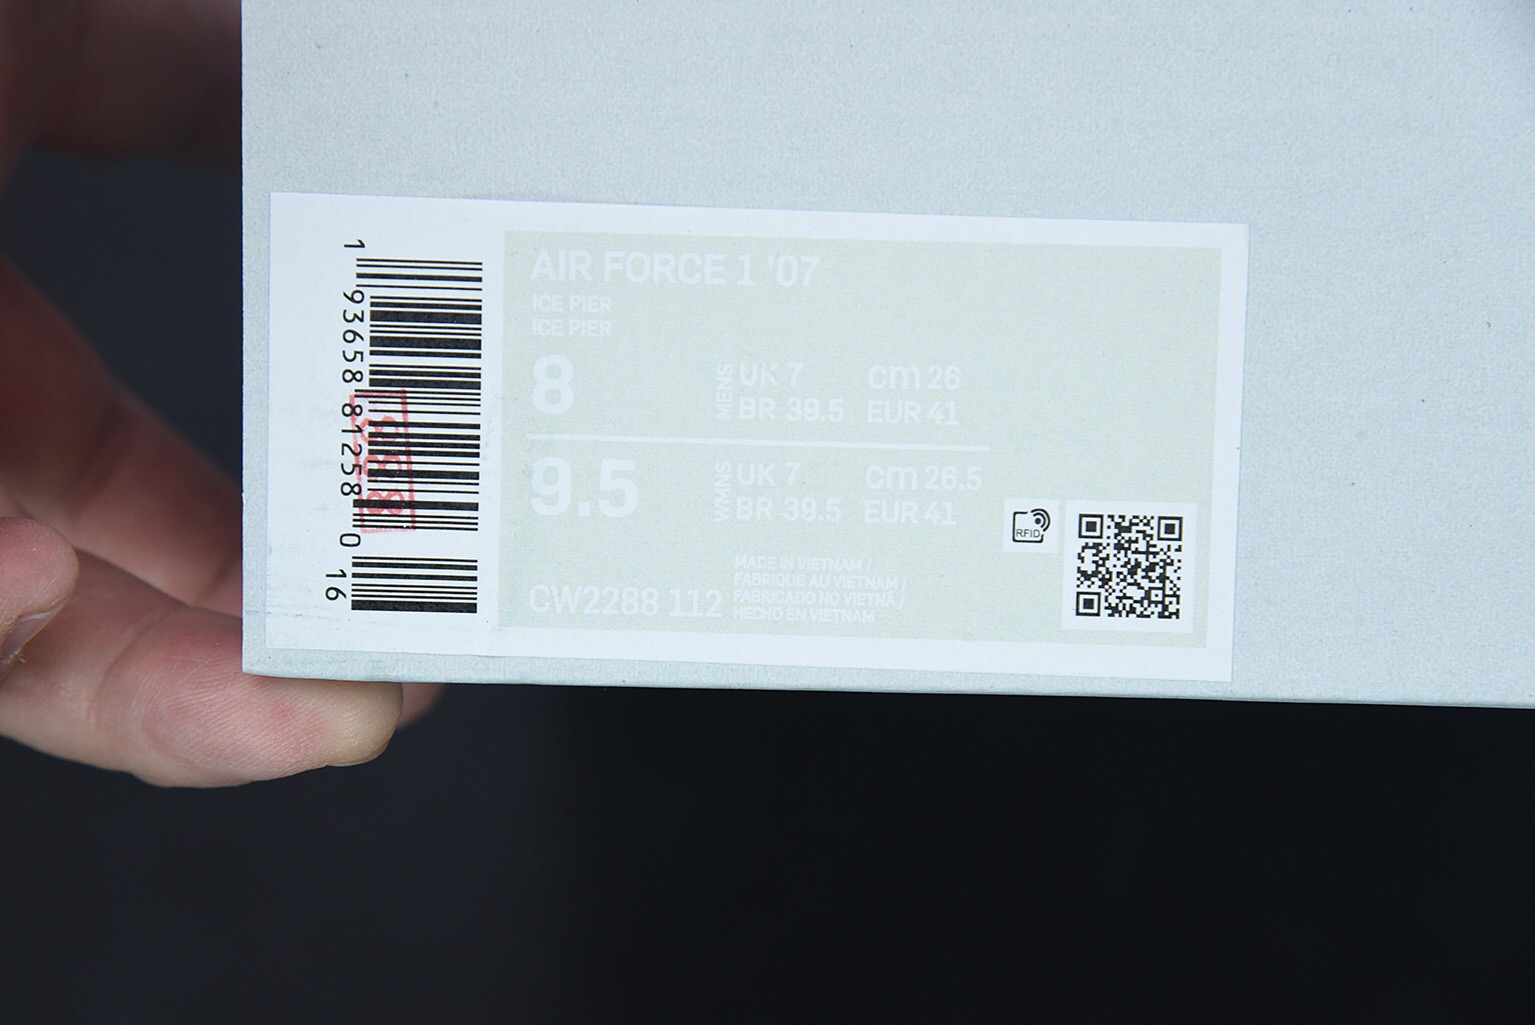 1 93658 81258 0 16
888
AIR FORCE 1 '07
ICE PIER
ICE PIER
8
MENS
UK 7 cm 26
BR 39.5 EUR 41
9.5
WMNS
UK 7 cm 26.5
BR 39.5 EUR 41
CW2288 112
MADE IN VIETNAM /
FABRIQUE AU VIETNAM /
FABRICADO NO VIETNÃ /
HECHO EN VIETNAM
RFID